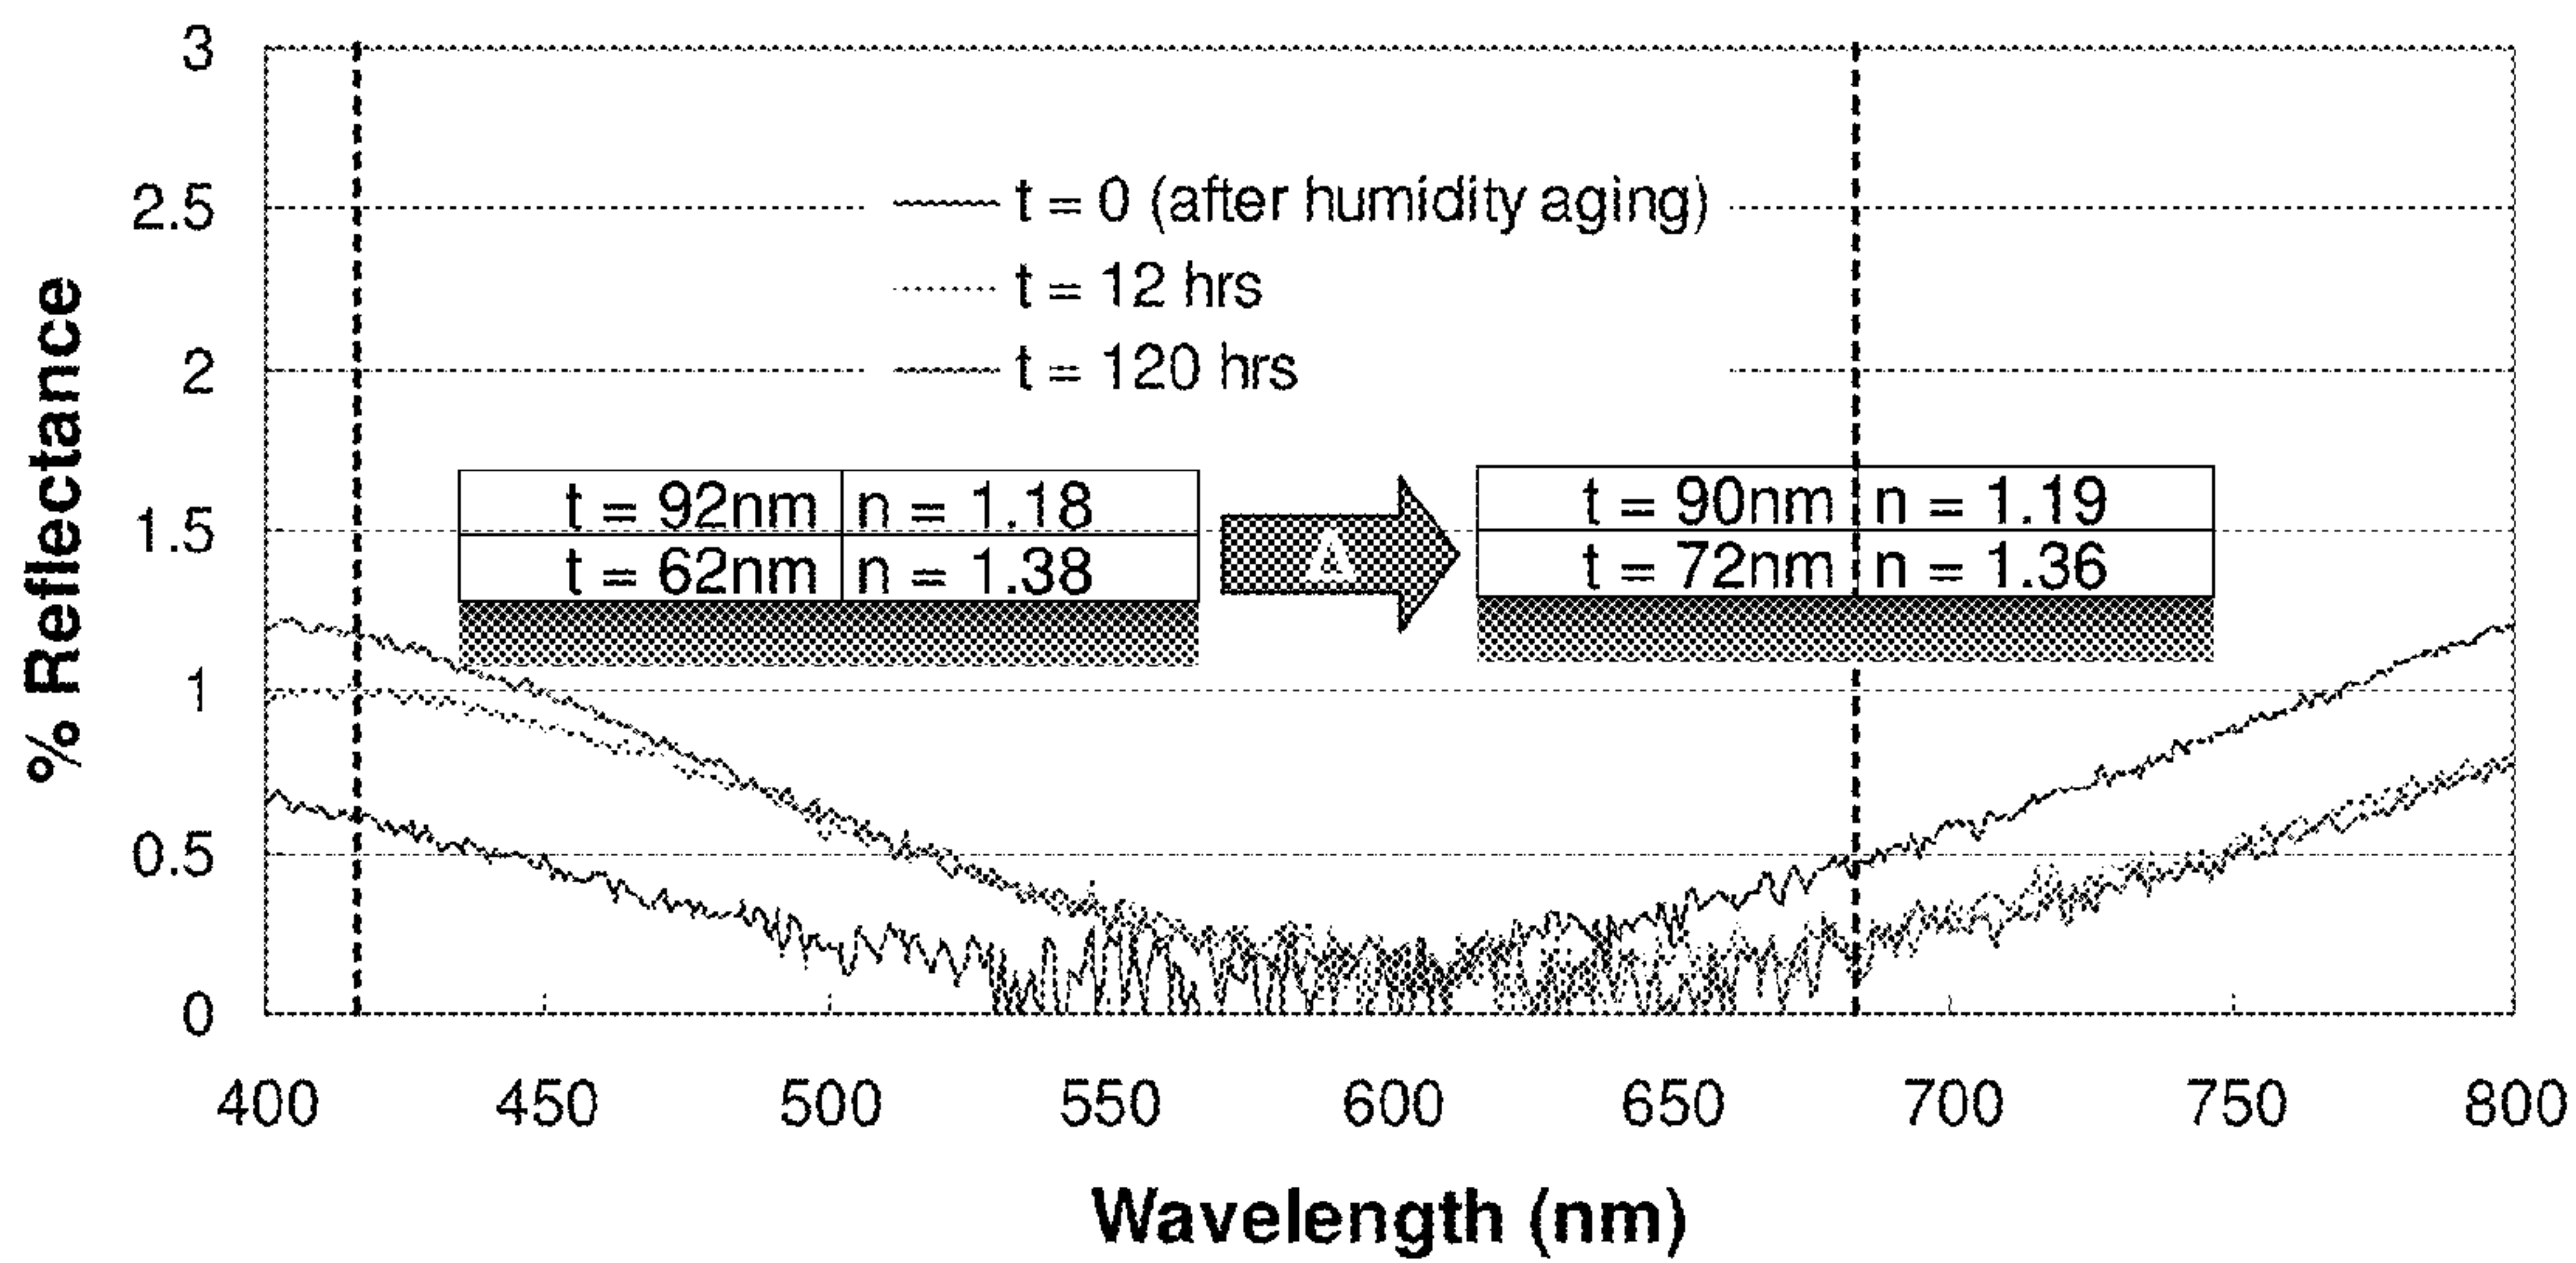 % Reflectance
3
2.5
2
1.5
1
0.5
0
t = 0 (after humidity aging)
t = 12 hrs
t = 120 hrs
t = 92nm n = 1.18
t = 62nm n = 1.38
Δ
t = 90nm n = 1.19
t = 72nm n = 1.36
400 450 500 550 600 650 700 750 800
Wavelength (nm)